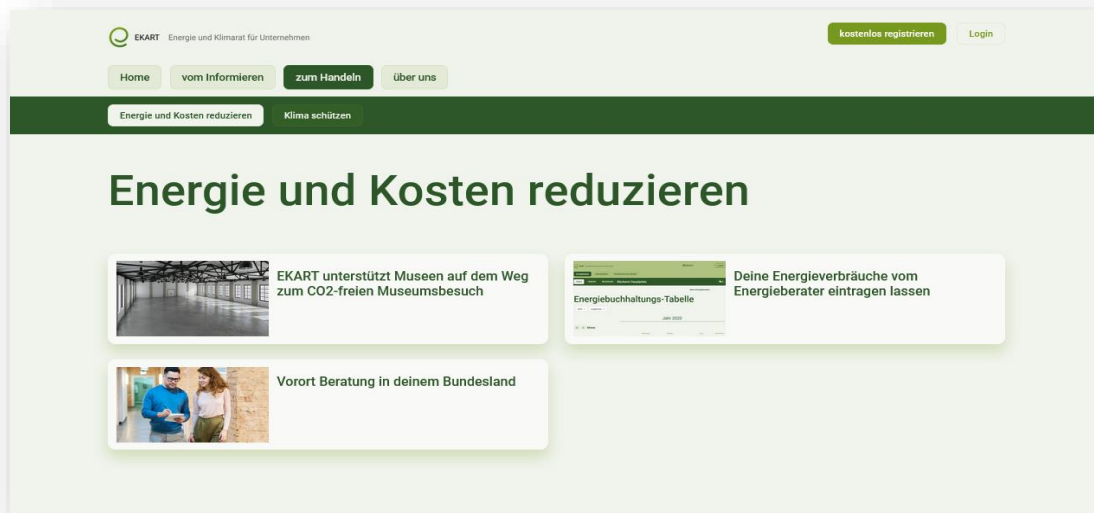 EKART Energie und Klimarat für Unternehmen
kostenlos registrieren
Login
Home
vom Informieren
zum Handeln
über uns
Energie und Kosten reduzieren
Klima schützen
Energie und Kosten reduzieren
EKART unterstützt Museen auf dem Weg
zum CO2-freien Museumsbesuch
Energiebuchhaltungs-Tabelle
Jahr 2020
Deine Energieverbräuche vom
Energieberater eintragen lassen
Vorort Beratung in deinem Bundesland